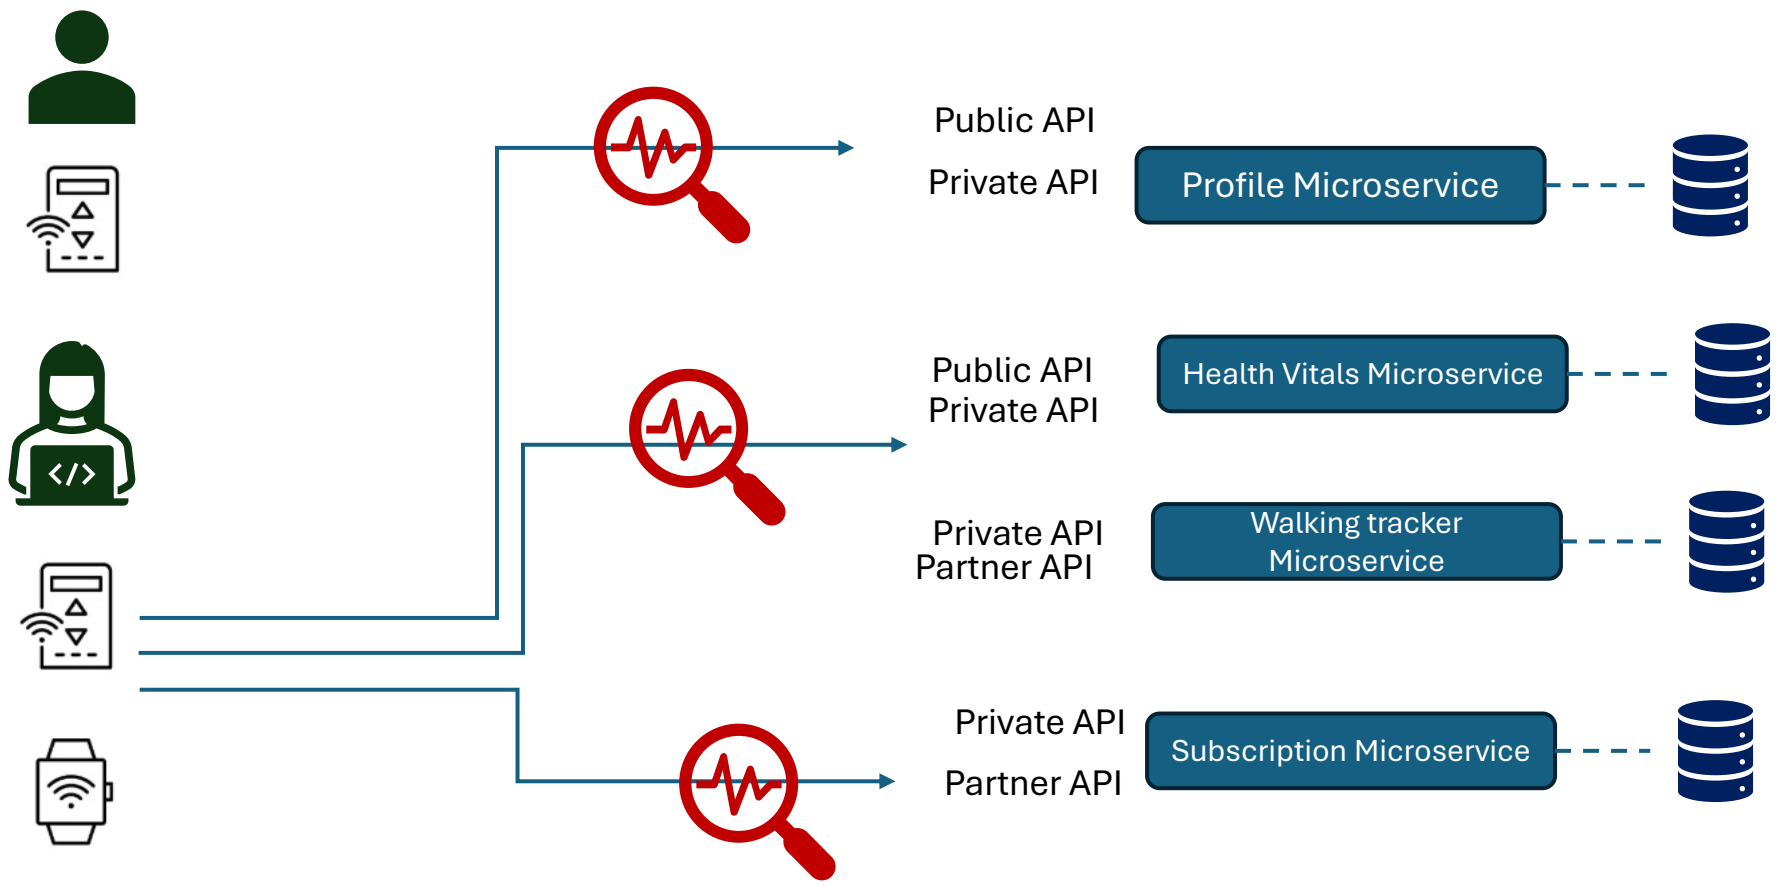 Public API
Private API
Profile Microservice
Public API
Private API
Health Vitals Microservice
</>
Private API
Partner API
Walking tracker
Microservice
Private API
Partner API
Subscription Microservice